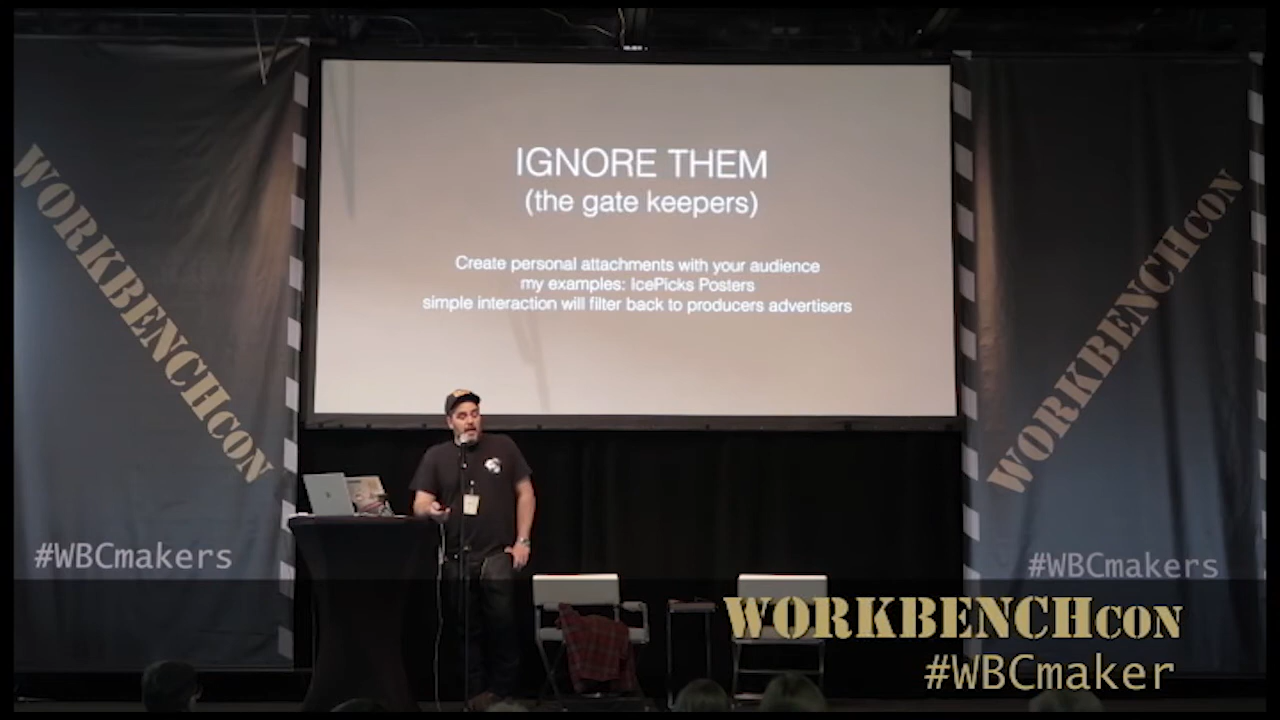 IGNORE THEM
(the gate keepers)
Create personal attachments with your audience
my examples: IcePicks Posters
simple interaction will filter back to producers advertisers
WORKBENCHCON
WORKBENCHCON
#WBCmakers
#WBCmakers
WORKBENCHCON
#WBCmaker